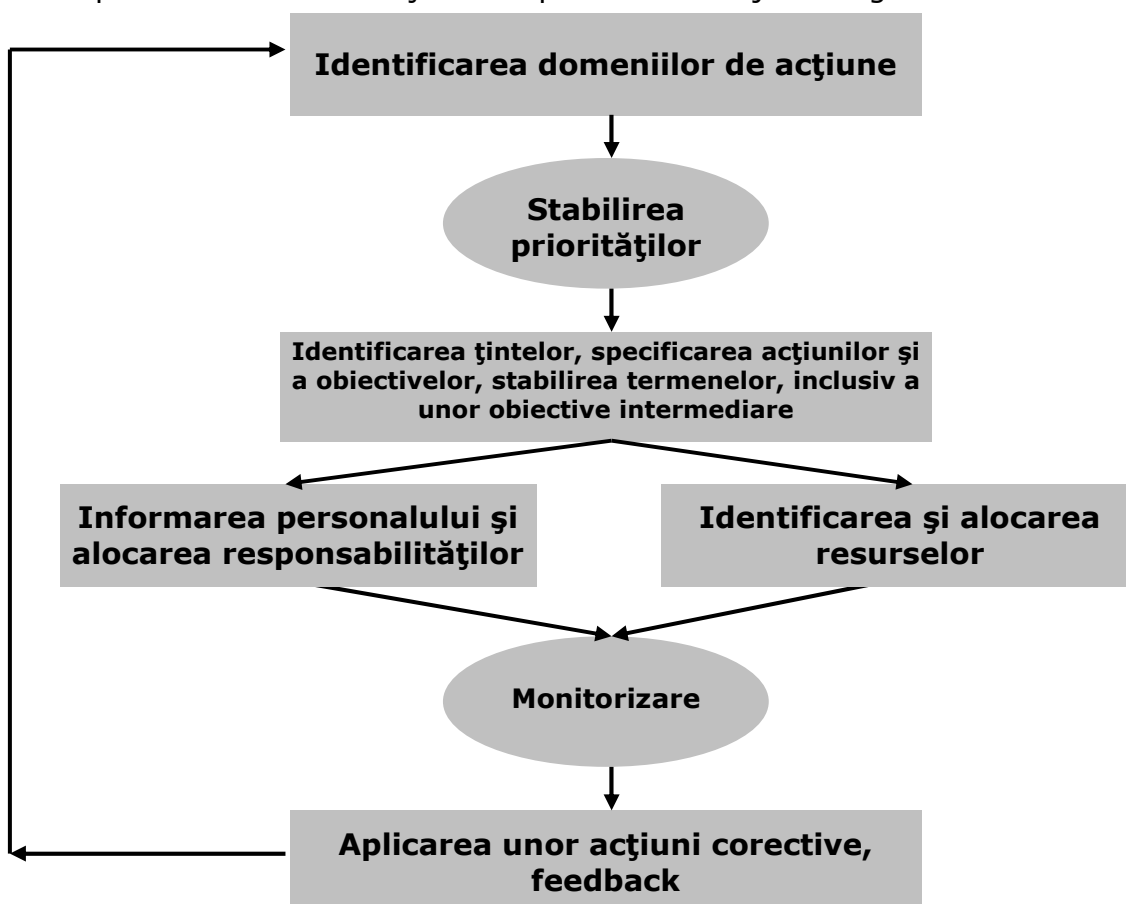 Identificarea domeniilor de acţiune
Stabilirea
priorităţilor
Identificarea ţintelor, specificarea acţiunilor şi
a obiectivelor, stabilirea termenelor, inclusiv a
unor obiective intermediare
Informarea personalului şi
alocarea responsabilităţilor
Identificarea şi alocarea
resurselor
Monitorizare
Aplicarea unor acţiuni corective,
feedback